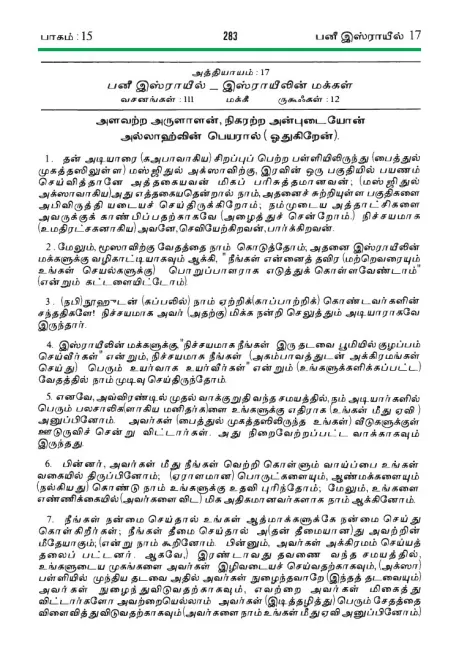 பாகம் : 15 283 பனீ இஸ்ராயீல் 17
அத்தியாயம் : 17
பனீ இஸ்ராயீல் _ இஸ்ராயீலின் மக்கள்
வசனங்கள் : 111 மக்கீ ருகூஃகள் : 12
அளவற்ற அருளாளன், நிகரற்ற அன்புடையோன்
அல்லாஹ்வின் பெயரால் ( ஓதுகிறேன்).
1. தன் அடியாரை (கஅபாவாகிய) சிறப்புப் பெற்ற பள்ளியிலிருந்து (பைத்துல்
முகத்தஸிலுள்ள) மஸ்ஜிதுல் அக்ஸாவிற்கு, இரவின் ஒரு பகுதியில் பயணம்
செய்வித்தானே அத்தகையவன் மிகப் பரிசுத்தமானவன்; (மஸ்ஜிதுல்
அக்ஸாவாகிய)அது எத்தகையதென்றால் நாம், அதனைச் சுற்றியுள்ள பகுதிகளை
அபிவிருத்தி யடையச் செய்திருக்கிறோம்; நம்முடைய அத்தாட்சிகளை
அவருக்குக் காண்பிப்பதற்காகவே (அழைத்துச் சென்றோம்.) நிச்சயமாக
(உமதிரட்சகனாகிய) அவனே, செவியேற்கிறவன், பார்க்கிறவன்.
2. மேலும், மூஸாவிற்கு வேதத்தை நாம் கொடுத்தோம்; அதனை இஸ்ராயீலின்
மக்களுக்கு வழிகாட்டியாகவும் ஆக்கி, " நீங்கள் என்னைத் தவிர (மற்றெவரையும்
உங்கள் செயல்களுக்கு) பொறுப்பாளராக எடுத்துக் கொள்ளவேண்டாம்"
(என்றும் கட்டளையிட்டோம்).
3. (நபி) நூஹுடன் (கப்பலில்) நாம் ஏற்றிக்(காப்பாற்றிக்) கொண்டவர்களின்
சந்ததிகளே! நிச்சயமாக அவர் (அதற்கு) மிக்க நன்றி செலுத்தும் அடியாராகவே
இருந்தார்.
4. இஸ்ராயீலின் மக்களுக்கு, "நிச்சயமாக நீங்கள் இரு தடவை பூமியில் குழப்பம்
செய்வீர்கள்" என்றும், நிச்சயமாக நீங்கள் (அகம்பாவத்துடன் அக்கிரமங்கள்
செய்து) பெரும் உயர்வாக உயர்வீர்கள்" என்றும் (உங்களுக்களிக்கப்பட்ட)
வேதத்தில் நாம் முடிவு செய்திருந்தோம்.
5. எனவே, அவ்விரண்டில் முதல் வாக்குறுதி வந்த சமயத்தில், நம் அடியார்களில்
பெரும் பலசாலிகளாகிய மனிதர்களை உங்களுக்கு எதிராக (உங்கள் மீது ஏவி )
அனுப்பினோம். அவர்கள் (பைத்துல் முகத்தஸிலிருந்த உங்கள்) வீடுகளுக்குள்
ஊடுருவிச் சென்று விட்டார்கள். அது நிறைவேற்றப்பட்ட வாக்காகவும்
இருந்தது.
6. பின்னர், அவர்கள் மீது நீங்கள் வெற்றி கொள்ளும் வாய்ப்பை உங்கள்
வகையில் திருப்பினோம்; (ஏராளமான) பொருட்களையும், ஆண்மக்களையும்
(நல்கியது) கொண்டு நாம் உங்களுக்கு உதவி புரிந்தோம்; மேலும், உங்களை
எண்ணிக்கையில் (அவர்களை விட) மிக அதிகமானவர்களாக நாம் ஆக்கினோம்.
7. நீங்கள் நன்மை செய்தால் உங்கள் ஆத்மாக்களுக்கே நன்மை செய்து
கொள்கிறீர்கள்; நீங்கள் தீமை செய்தால் அ(தன் தீமையான)து அவற்றின்
மீதேயாகும்; (என்று நாம் கூறினோம். பின்னும், அவர்கள் அக்கிரமம் செய்யத்
தலைப் பட்டனர். ஆகவே,) இரண்டாவது தவணை வந்த சமயத்தில்,
உங்களுடைய முகங்களை அவர்கள் இழிவடையச் செய்வதற்காகவும், (அக்ஸா)
பள்ளியில் முந்திய தடவை அதில் அவர்கள் நுழைந்தவாறே (இந்தத் தடவையும்)
அவர்கள் நுழைந்துவிடுவதற்காகவும், எவற்றை அவர்கள் மிகைத்து
விட்டார்களோ அவற்றையெல்லாம் அவர்கள் (இடித்தழித்து) பெரும் சேதத்தை
விளைவித்துவிடுவதற்காகவும் (அவர்களை நாம் உங்கள் மீது ஏவி அனுப்பினோம்.)